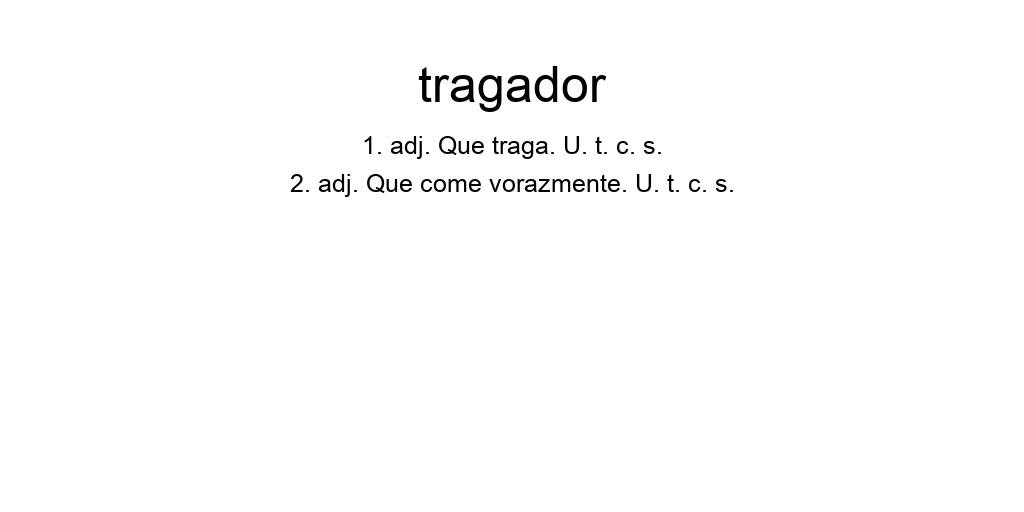 tragador
1. adj. Que traga. U. t. c. s.
2. adj. Que come vorazmente. U. t. c. s.